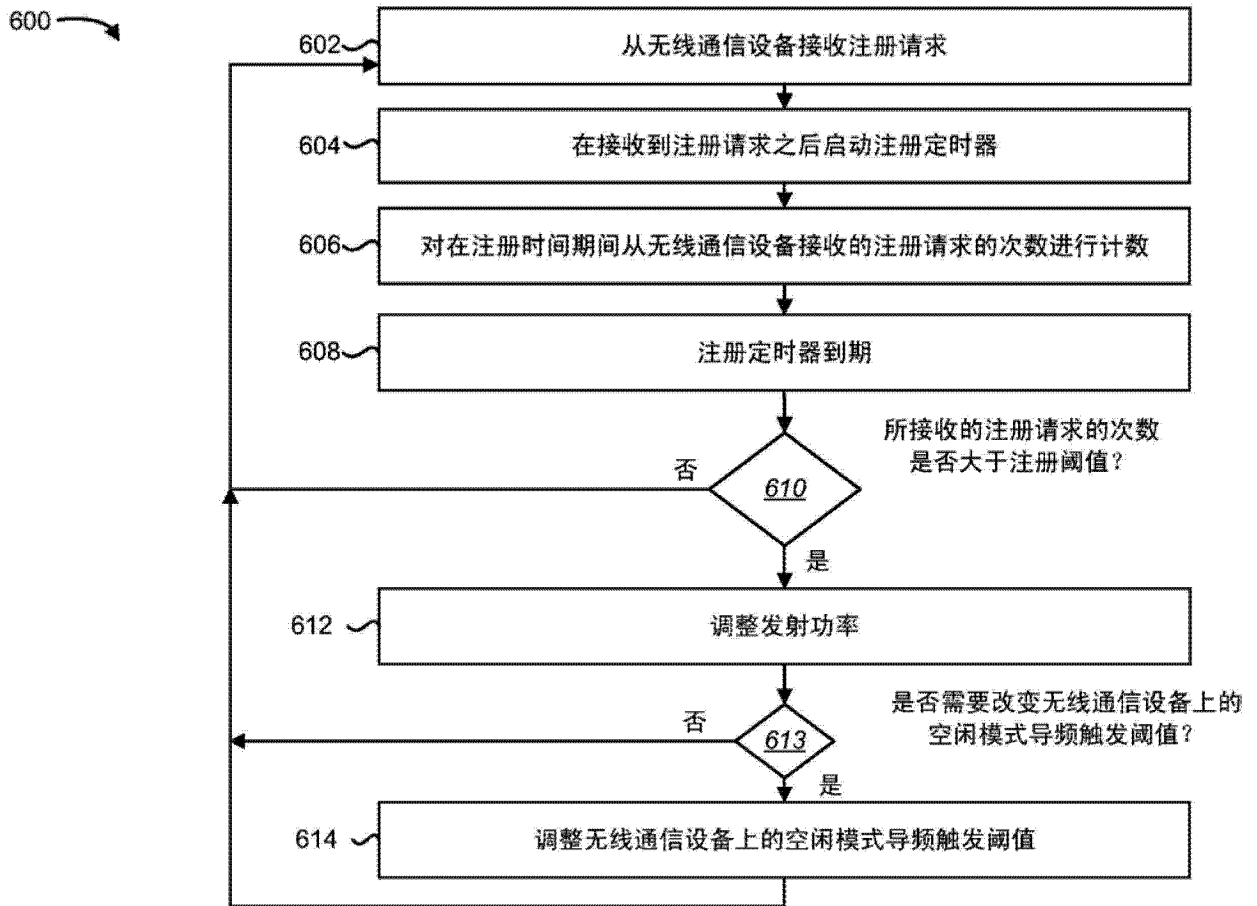 600
602
从无线通信设备接收注册请求
604
在接收到注册请求之后启动注册定时器
606
对在注册时间期间从无线通信设备接收的注册请求的次数进行计数
608
注册定时器到期
所接收的注册请求的次数
是否大于注册阈值?
否
610
是
612
调整发射功率
是否需要改变无线通信设备上的
空闲模式导频触发阈值?
否
613
是
614
调整无线通信设备上的空闲模式导频触发阈值